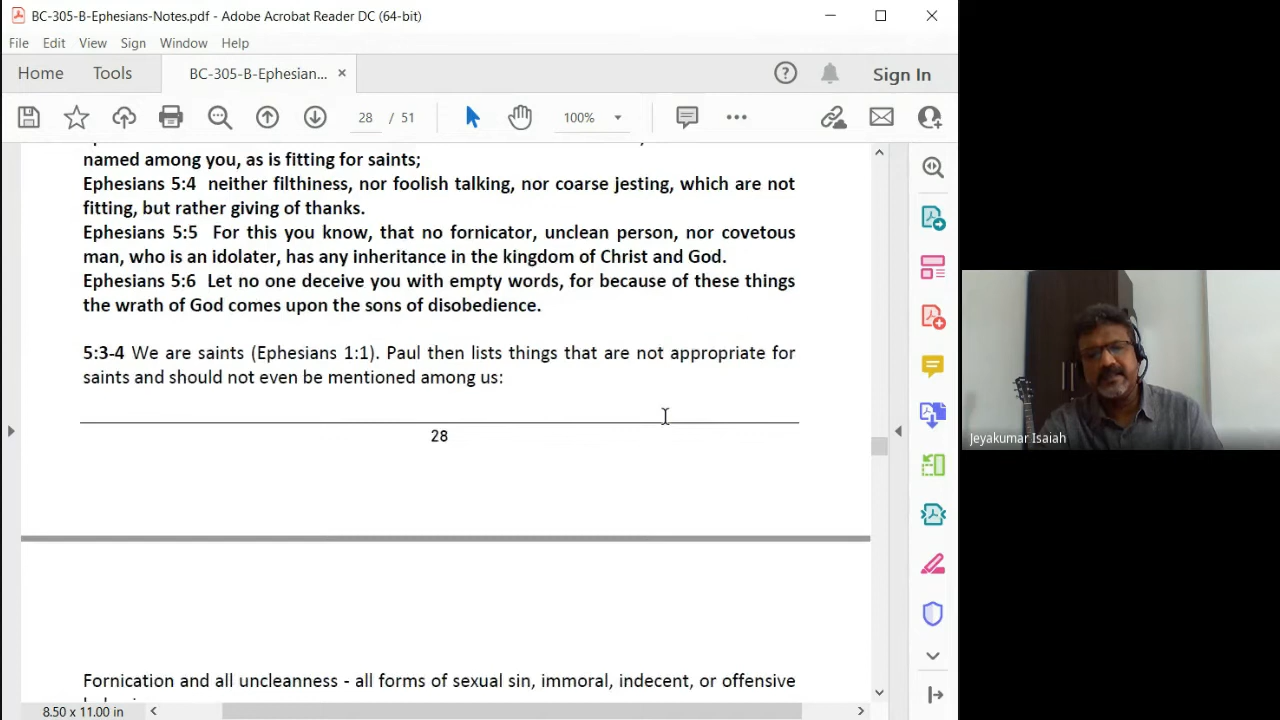 BC-305-B-Ephesians-Notes.pdf - Adobe Acrobat Reader DC (64-bit)
File Edit View Sign Window Help
Home Tools BC-305-B-Ephesian... Sign In
28 / 51 100%
named among you, as is fitting for saints;
Ephesians 5:4 neither filthiness, nor foolish talking, nor coarse jesting, which are not
fitting, but rather giving of thanks.
Ephesians 5:5 For this you know, that no fornicator, unclean person, nor covetous
man, who is an idolater, has any inheritance in the kingdom of Christ and God.
Ephesians 5:6 Let no one deceive you with empty words, for because of these things
the wrath of God comes upon the sons of disobedience.
5:3-4 We are saints (Ephesians 1:1). Paul then lists things that are not appropriate for
saints and should not even be mentioned among us:
28
Fornication and all uncleanness - all forms of sexual sin, immoral, indecent, or offensive
8.50 x 11.00 in
Jeyakumar Isaiah